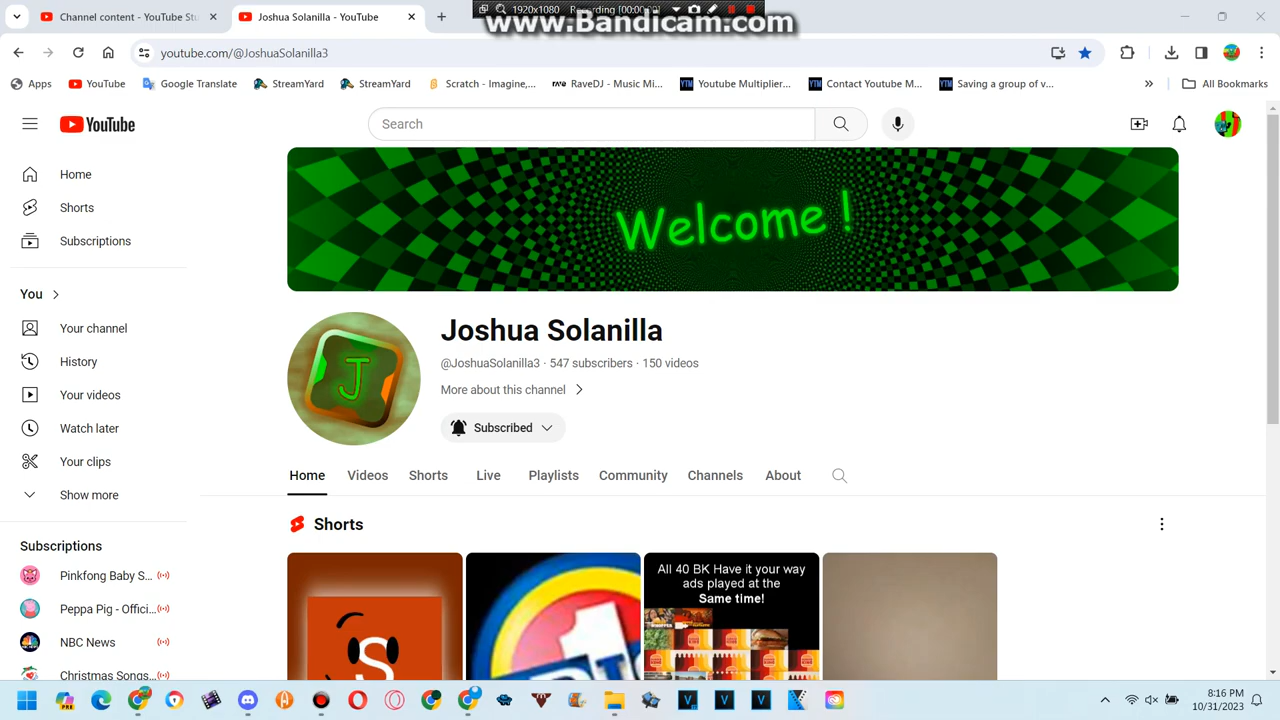 Channel content - YouTube Stu
Joshua Solanilla - YouTube
1920x1080
Recording [00:00:00]
www.Bandicam.com
youtube.com/@JoshuaSolanilla3
Apps
YouTube
Google Translate
StreamYard
StreamYard
Scratch - Imagine,...
RaveDJ - Music Mi...
Youtube Multiplier...
Contact Youtube M...
Saving a group of v...
All Bookmarks
YouTube
Search
Home
Shorts
Subscriptions
You
Your channel
History
Your videos
Watch later
Your clips
Show more
Subscriptions
Pinkfong Baby S...
Peppa Pig - Offici...
NBC News
Christmas Songs...
Welcome !
J
Joshua Solanilla
@JoshuaSolanilla3 · 547 subscribers · 150 videos
More about this channel
Subscribed
Home
Videos
Shorts
Live
Playlists
Community
Channels
About
Shorts
S
All 40 BK Have it your way
ads played at the
Same time!
8:16 PM
10/31/2023